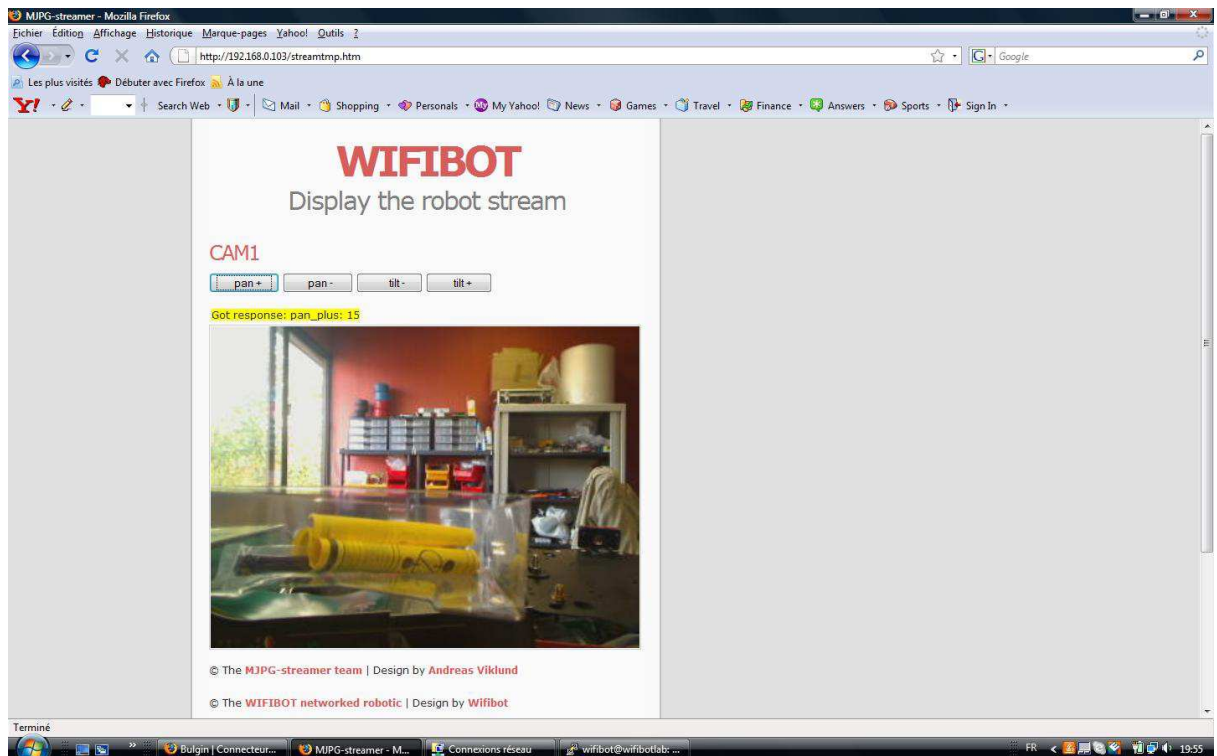 MJPG-streamer - Mozilla Firefox
Fichier Édition Affichage Historique Marque-pages Yahoo! Outils ?
http://192.168.0.103/streamtmp.htm
G Google
Les plus visités Débuter avec Firefox À la une
Y! Search Web Mail Shopping Personals My Yahoo! News Games Travel Finance Answers Sports Sign In
WIFIBOT
Display the robot stream
CAM1
pan + pan - tilt - tilt +
Got response: pan_plus: 15
© The MJPG-streamer team | Design by Andreas Viklund
© The WIFIBOT networked robotic | Design by Wifibot
Terminé
Bulgin | Connecteur... MJPG-streamer - M... Connexions réseau wifibot@wifibotlab: ... FR 19:55